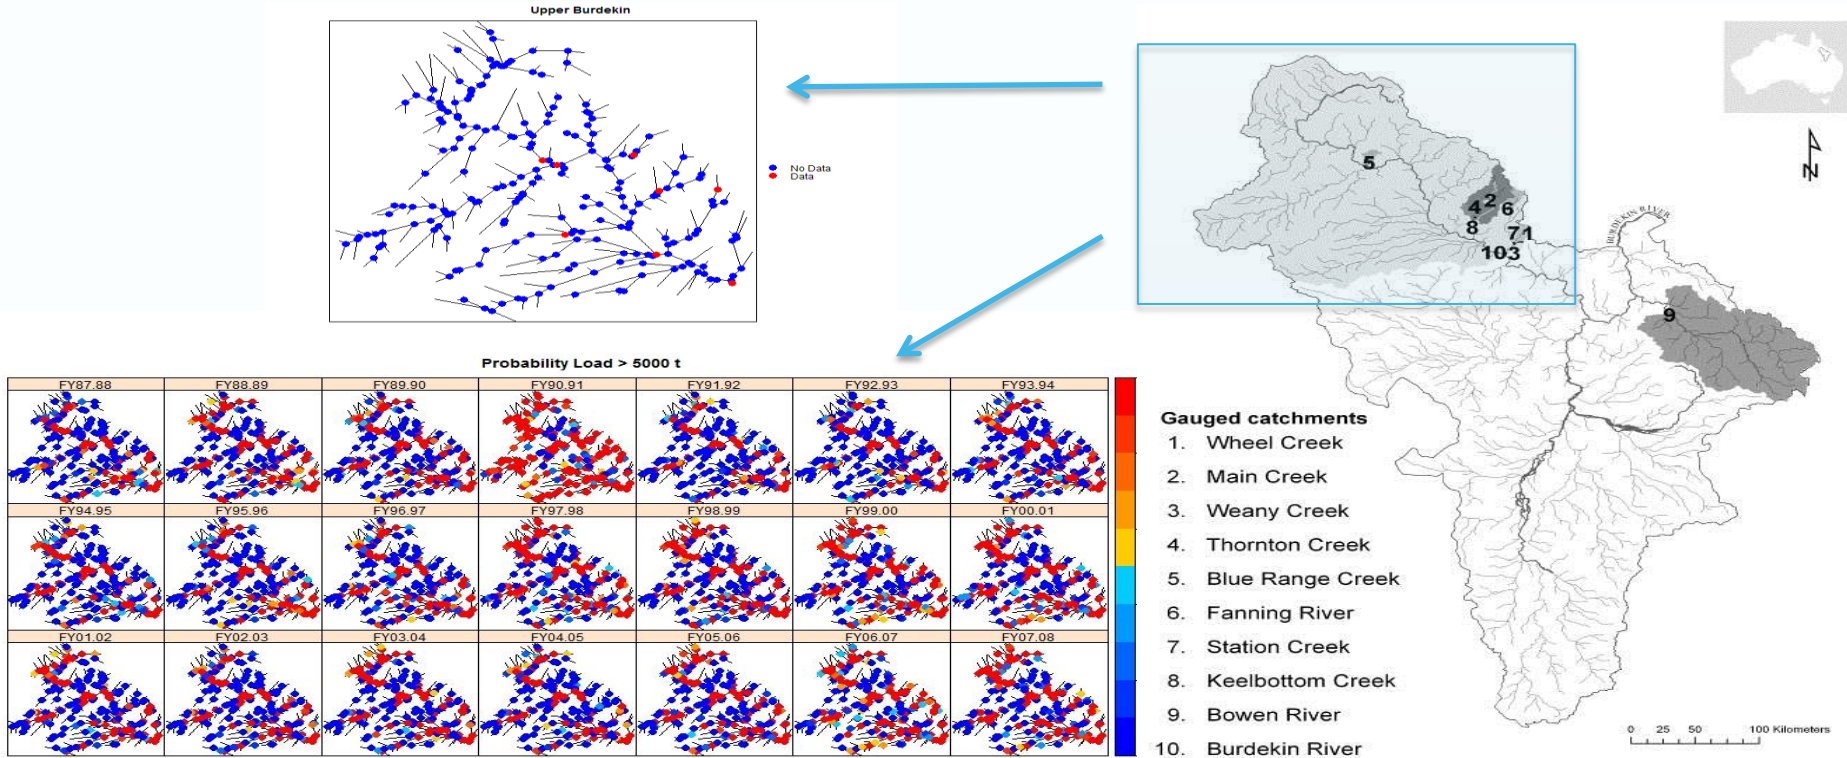 Upper Burdekin
No Data
Data
5
2
4
6
8
71
103
BURDEKIN RIVER
N
9
Probability Load > 5000 t
FY87.88 FY88.89 FY89.90 FY90.91 FY91.92 FY92.93 FY93.94
FY94.95 FY95.96 FY96.97 FY97.98 FY98.99 FY99.00 FY00.01
FY01.02 FY02.03 FY03.04 FY04.05 FY05.06 FY06.07 FY07.08
Gauged catchments
1. Wheel Creek
2. Main Creek
3. Weany Creek
4. Thornton Creek
5. Blue Range Creek
6. Fanning River
7. Station Creek
8. Keelbottom Creek
9. Bowen River
10. Burdekin River
0 25 50 100 Kilometers